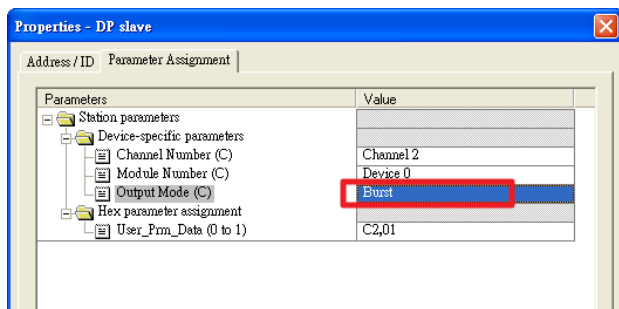 Properties - DP slave
Address / ID Parameter Assignment
Parameters Value
Station parameters
Device-specific parameters
Channel Number (C) Channel 2
Module Number (C) Device 0
Output Mode (C) Burst
Hex parameter assignment
User_Prm_Data (0 to 1) C2,01